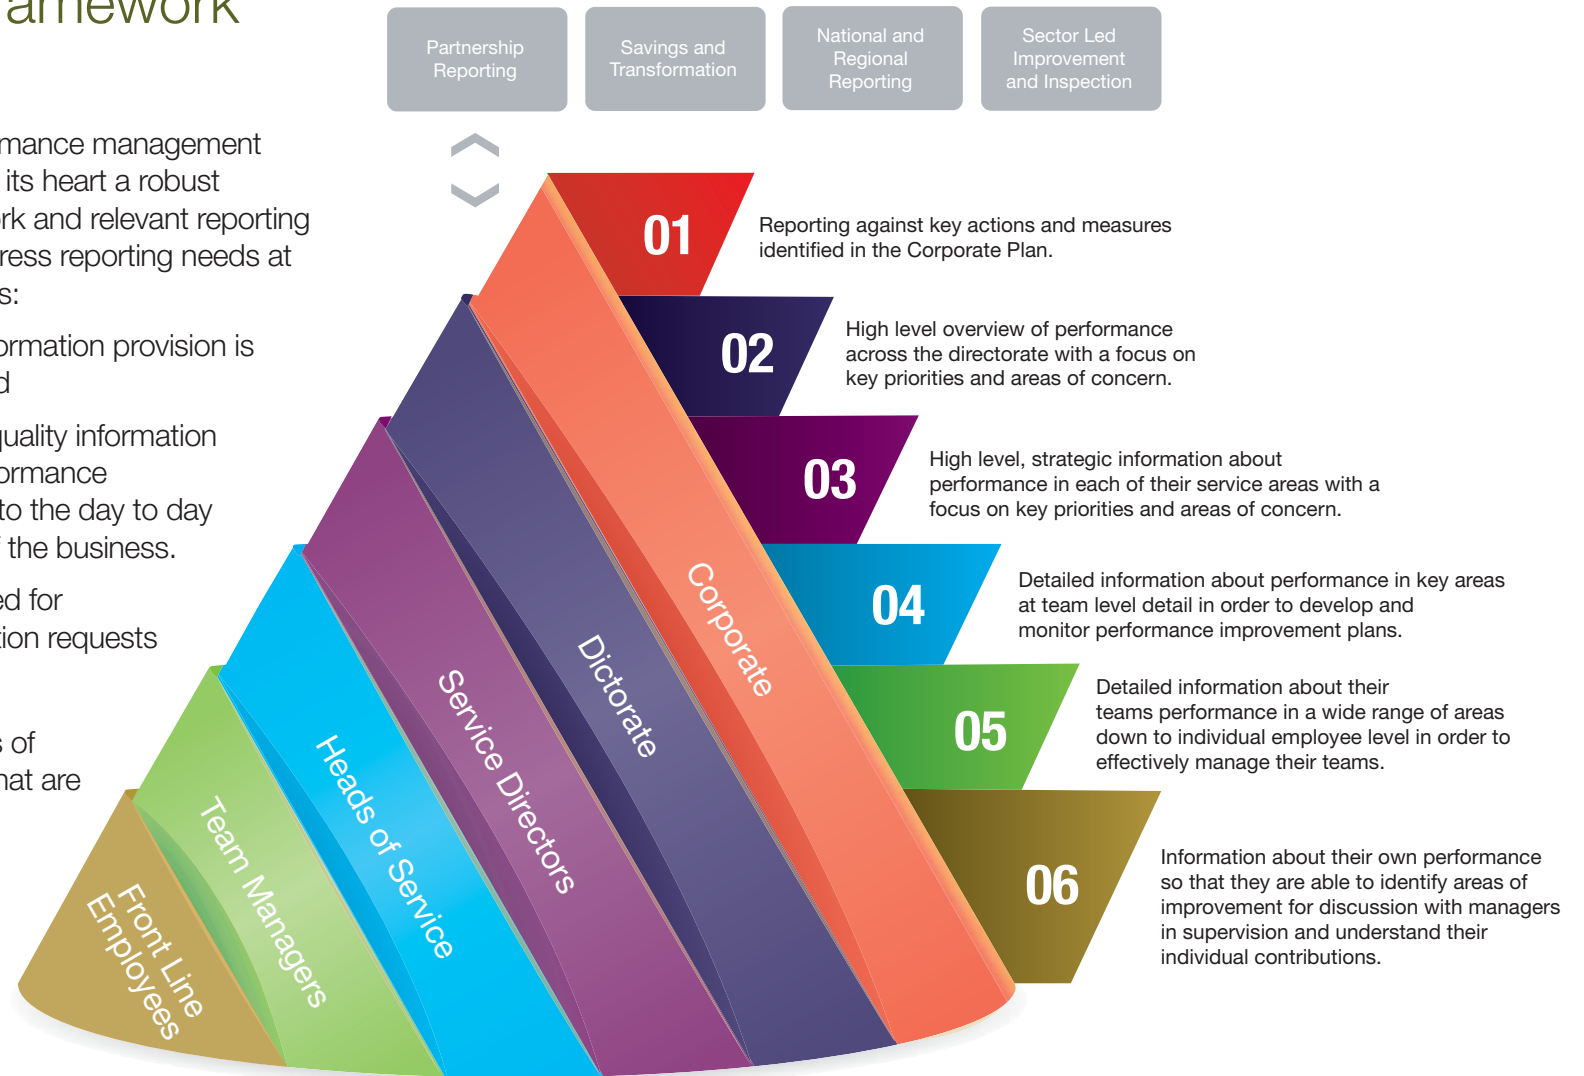 amework
mance management
its heart a robust
rk and relevant reporting
ress reporting needs at
s:
ormation provision is
d
quality information
ormance
to the day to day
f the business.
ed for
tion requests
s of
hat are
Partnership
Reporting
Savings and
Transformation
National and
Regional
Reporting
Sector Led
Improvement
and Inspection
01
Reporting against key actions and measures
identified in the Corporate Plan.
02
High level overview of performance
across the directorate with a focus on
key priorities and areas of concern.
03
High level, strategic information about
performance in each of their service areas with a
focus on key priorities and areas of concern.
04
Detailed information about performance in key areas
at team level detail in order to develop and
monitor performance improvement plans.
05
Detailed information about their
teams performance in a wide range of areas
down to individual employee level in order to
effectively manage their teams.
06
Information about their own performance
so that they are able to identify areas of
improvement for discussion with managers
in supervision and understand their
individual contributions.
Corporate
Dictorate
Service Directors
Heads of Service
Team Managers
Front Line
Employees